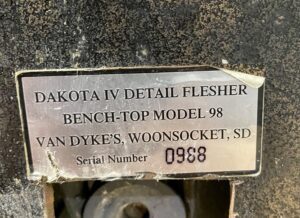 DAKOTA IV DETAIL FLESHER
BENCH-TOP MODEL 98
VAN DYKE'S, WOONSOCKET, SD
Serial Number 0988